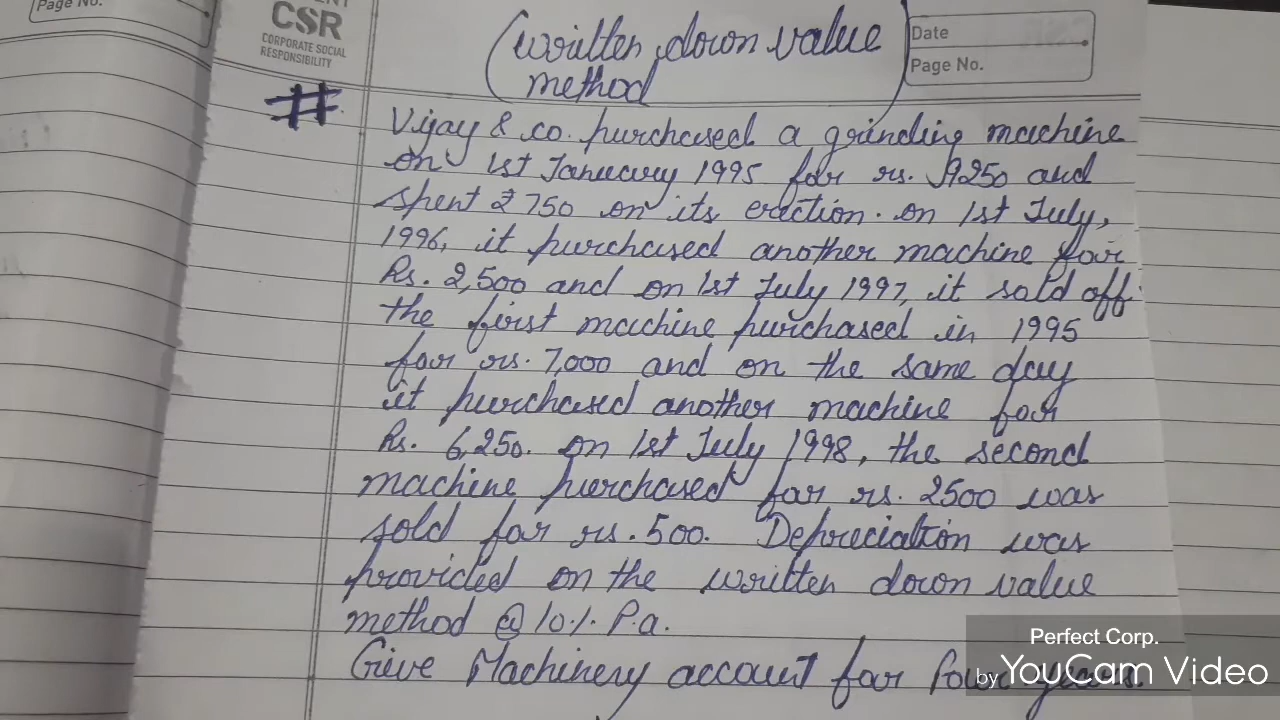 Page No.
CSR
CORPORATE SOCIAL
RESPONSIBILITY
(written down value
method)
Date
Page No.
#
Vijay & co. purchased a grinding machine
on 1st January 1995 for rs. 9250 and
spent ₹ 750 on its erection. on 1st July,
1996, it purchased another machine for
Rs. 2,500 and on 1st July 1997, it sold off
the first machine purchased in 1995
for rs. 7,000 and on the same day
it purchased another machine for
Rs. 6,250. on 1st July 1998, the second
machine purchased for rs. 2500 was
sold for rs. 500. Depreciation was
provided on the written down value
method @ 10% P.a.
Give Machinery account for four years.
Perfect Corp.
by YouCam Video